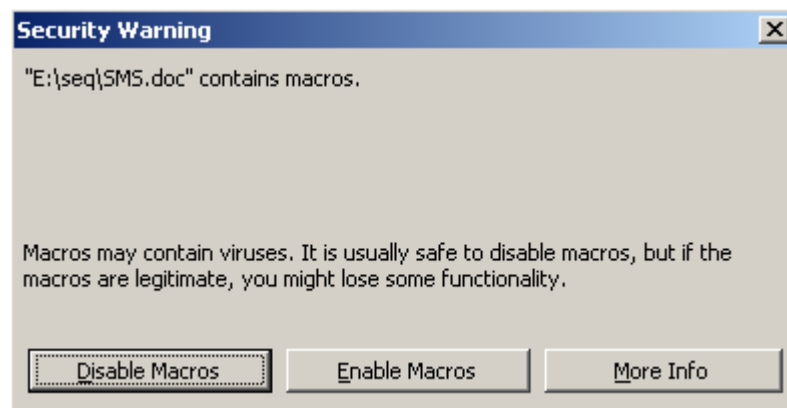 Security Warning
"E:\seq\SMS.doc" contains macros.
Macros may contain viruses. It is usually safe to disable macros, but if the
macros are legitimate, you might lose some functionality.
Disable Macros Enable Macros More Info